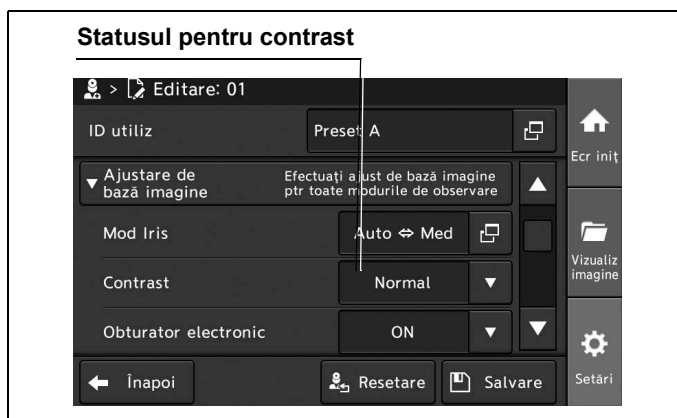 Statusul pentru contrast
> Editare: 01
ID utiliz
Preset A
Ecr iniț
▼ Ajustare de
bază imagine
Efectuați ajust de bază imagine
ptr toate modurile de observare
▲
Mod Iris
Auto ⇔ Med
Vizualiz
imagine
Contrast
Normal ▼
Obturator electronic
ON ▼
▼
Setări
← Înapoi
Resetare
Salvare